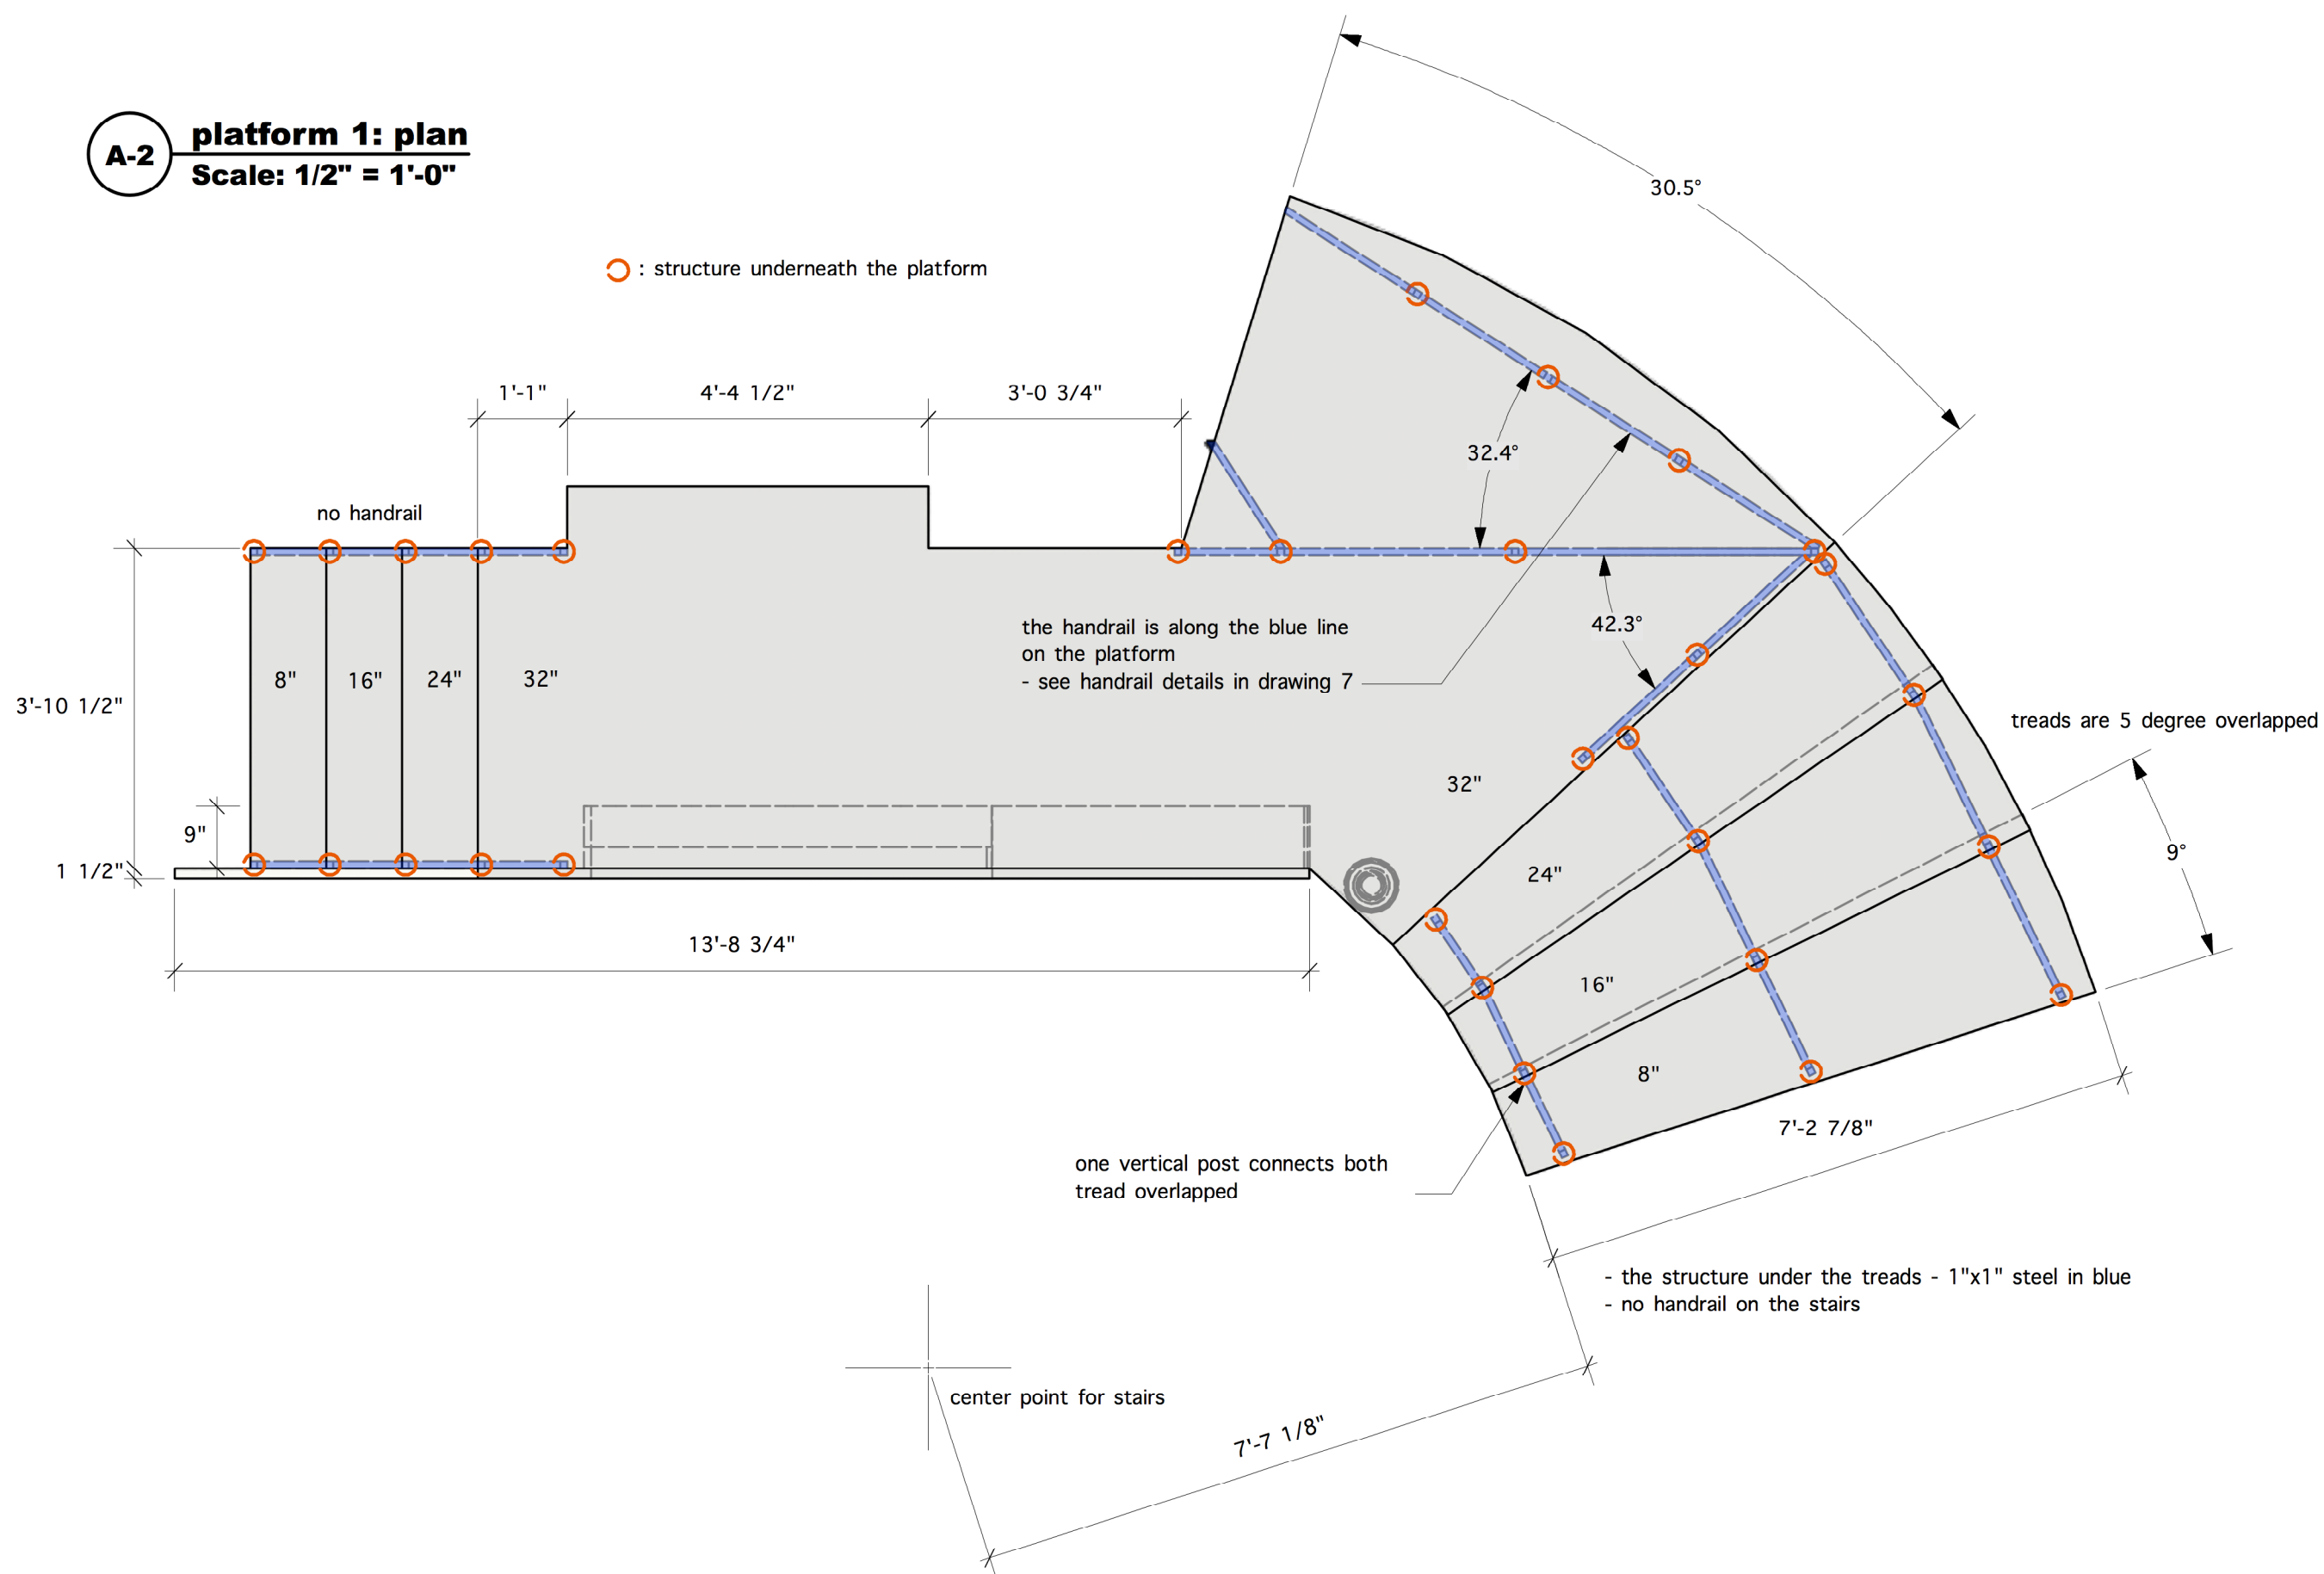 A-2
platform 1: plan
Scale: 1/2" = 1'-0"
30.5°
: structure underneath the platform
1'-1"
4'-4 1/2"
3'-0 3/4"
32.4°
no handrail
the handrail is along the blue line
on the platform
- see handrail details in drawing 7
42.3°
8"
16"
24"
32"
3'-10 1/2"
treads are 5 degree overlapped
32"
9"
9°
1 1/2"
24"
13'-8 3/4"
16"
8"
7'-2 7/8"
one vertical post connects both
tread overlapped
- the structure under the treads - 1"x1" steel in blue
- no handrail on the stairs
center point for stairs
7'-7 1/8"